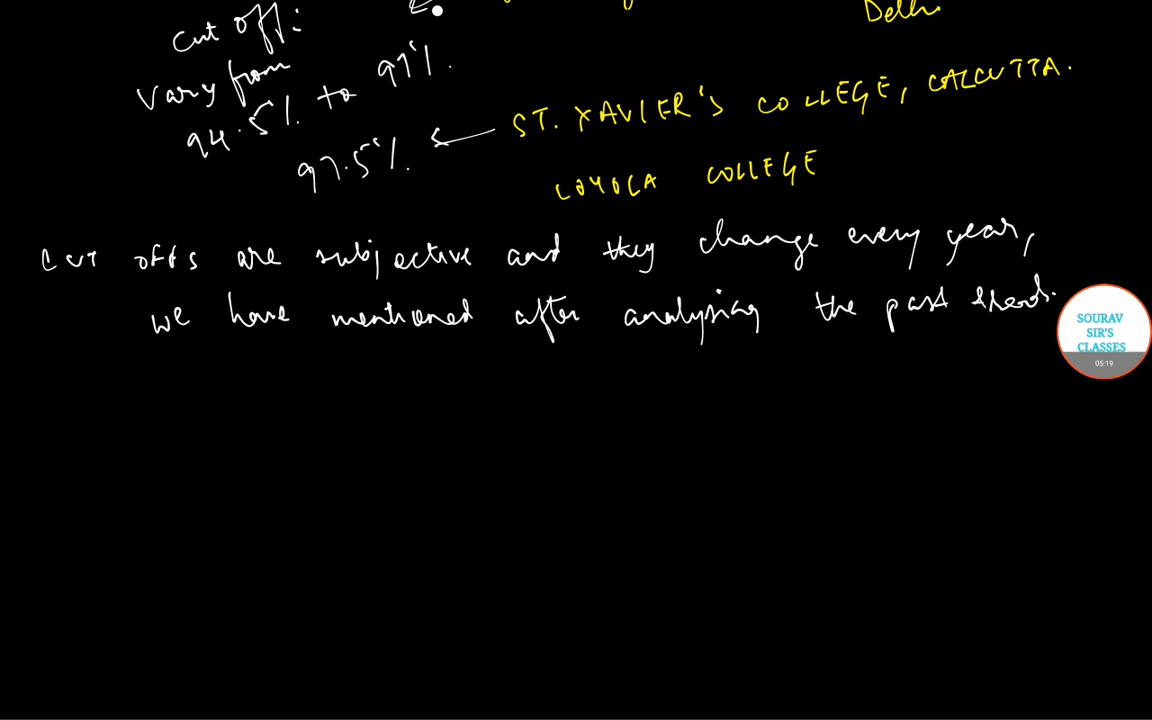 Delhi
Cut off:
Vary from
94.5% to 97%.
97.5%. ← ST. XAVIER'S COLLEGE, CALCUTTA.
LOYOLA COLLEGE
CUT OFFS are subjective and they change every year,
we have mentioned after analysing the past trends.
SOURAV
SIR'S
CLASSES
05:19